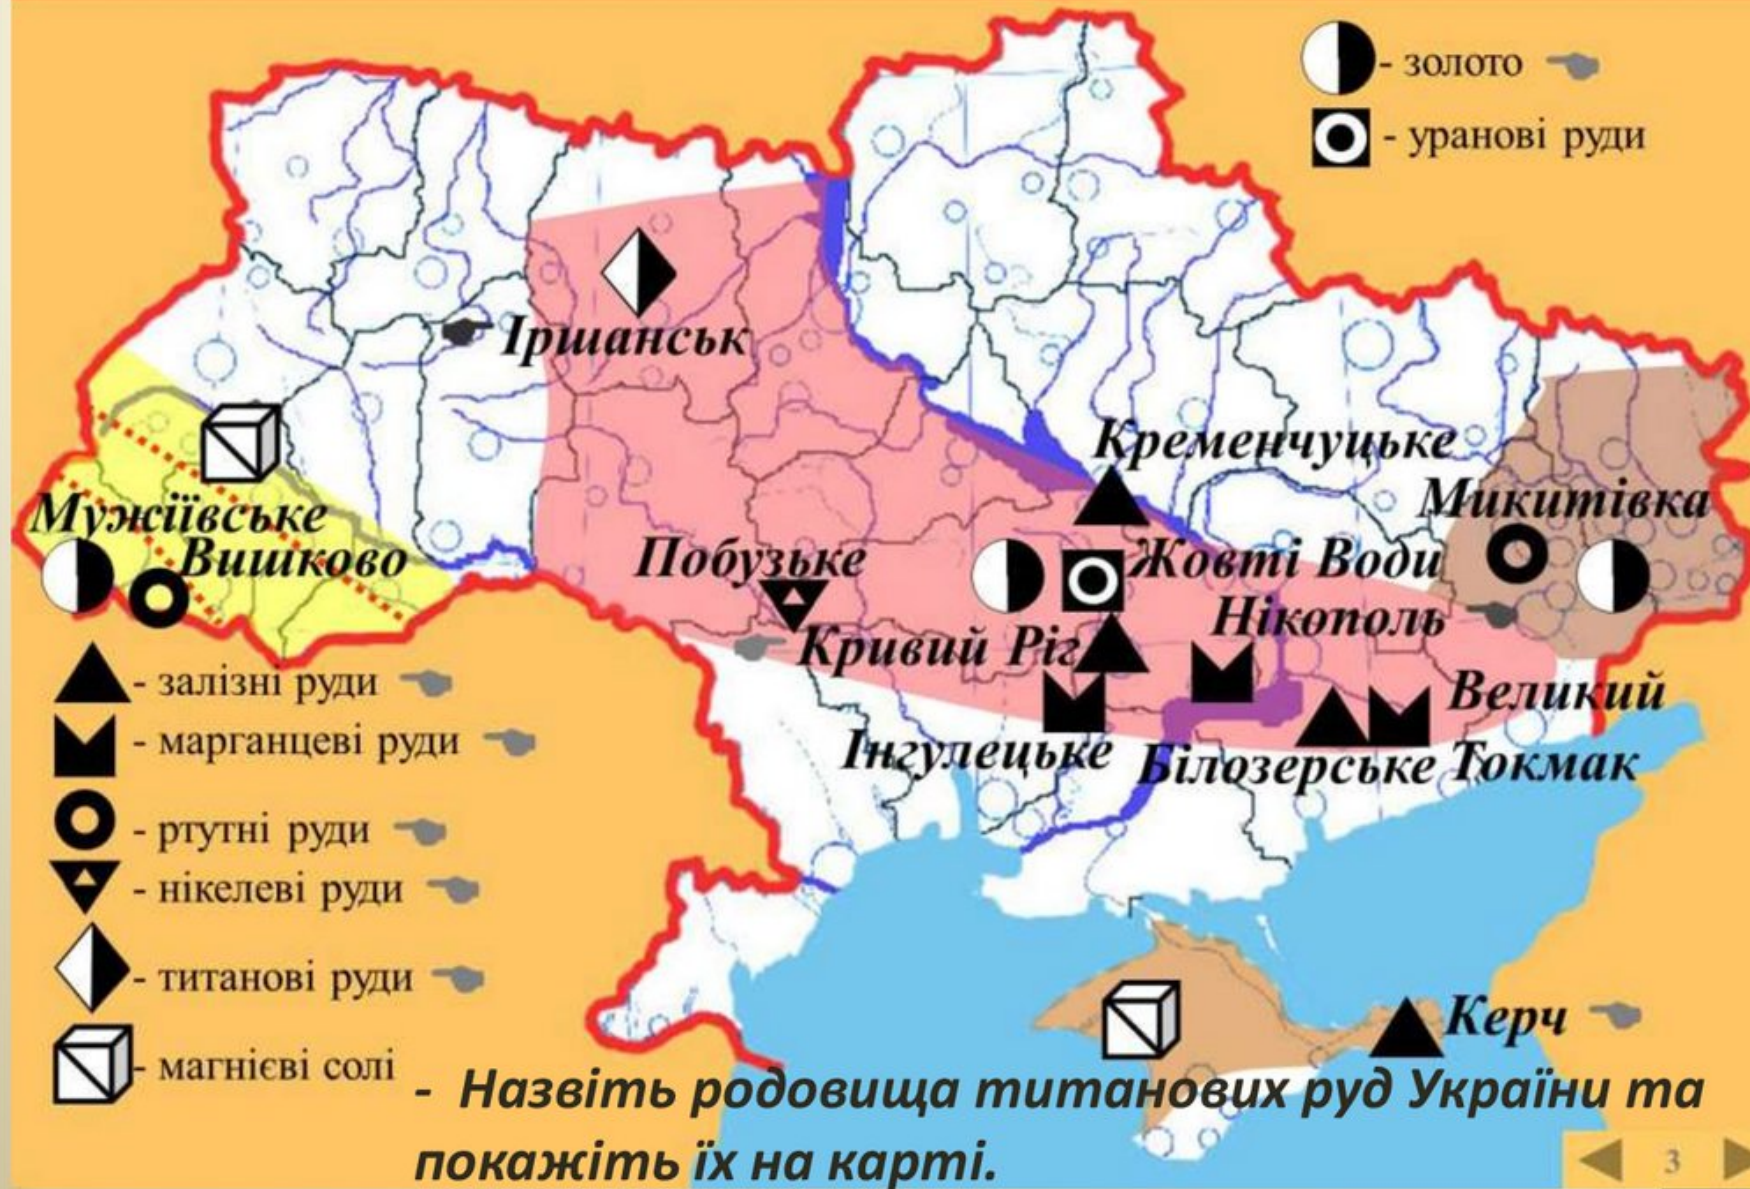 - золото
- уранові руди
Іршанськ
Кременчуцьке
Микитівка
Мужіївське
Вишково
Побузьке
Жовті Води
Нікополь
Кривий Ріг
Великий
Токмак
Інгулецьке
Білозерське
- залізні руди
- марганцеві руди
- ртутні руди
- нікелеві руди
- титанові руди
- магнієві солі
Керч
- Назвіть родовища титанових руд України та
покажіть їх на карті.
3